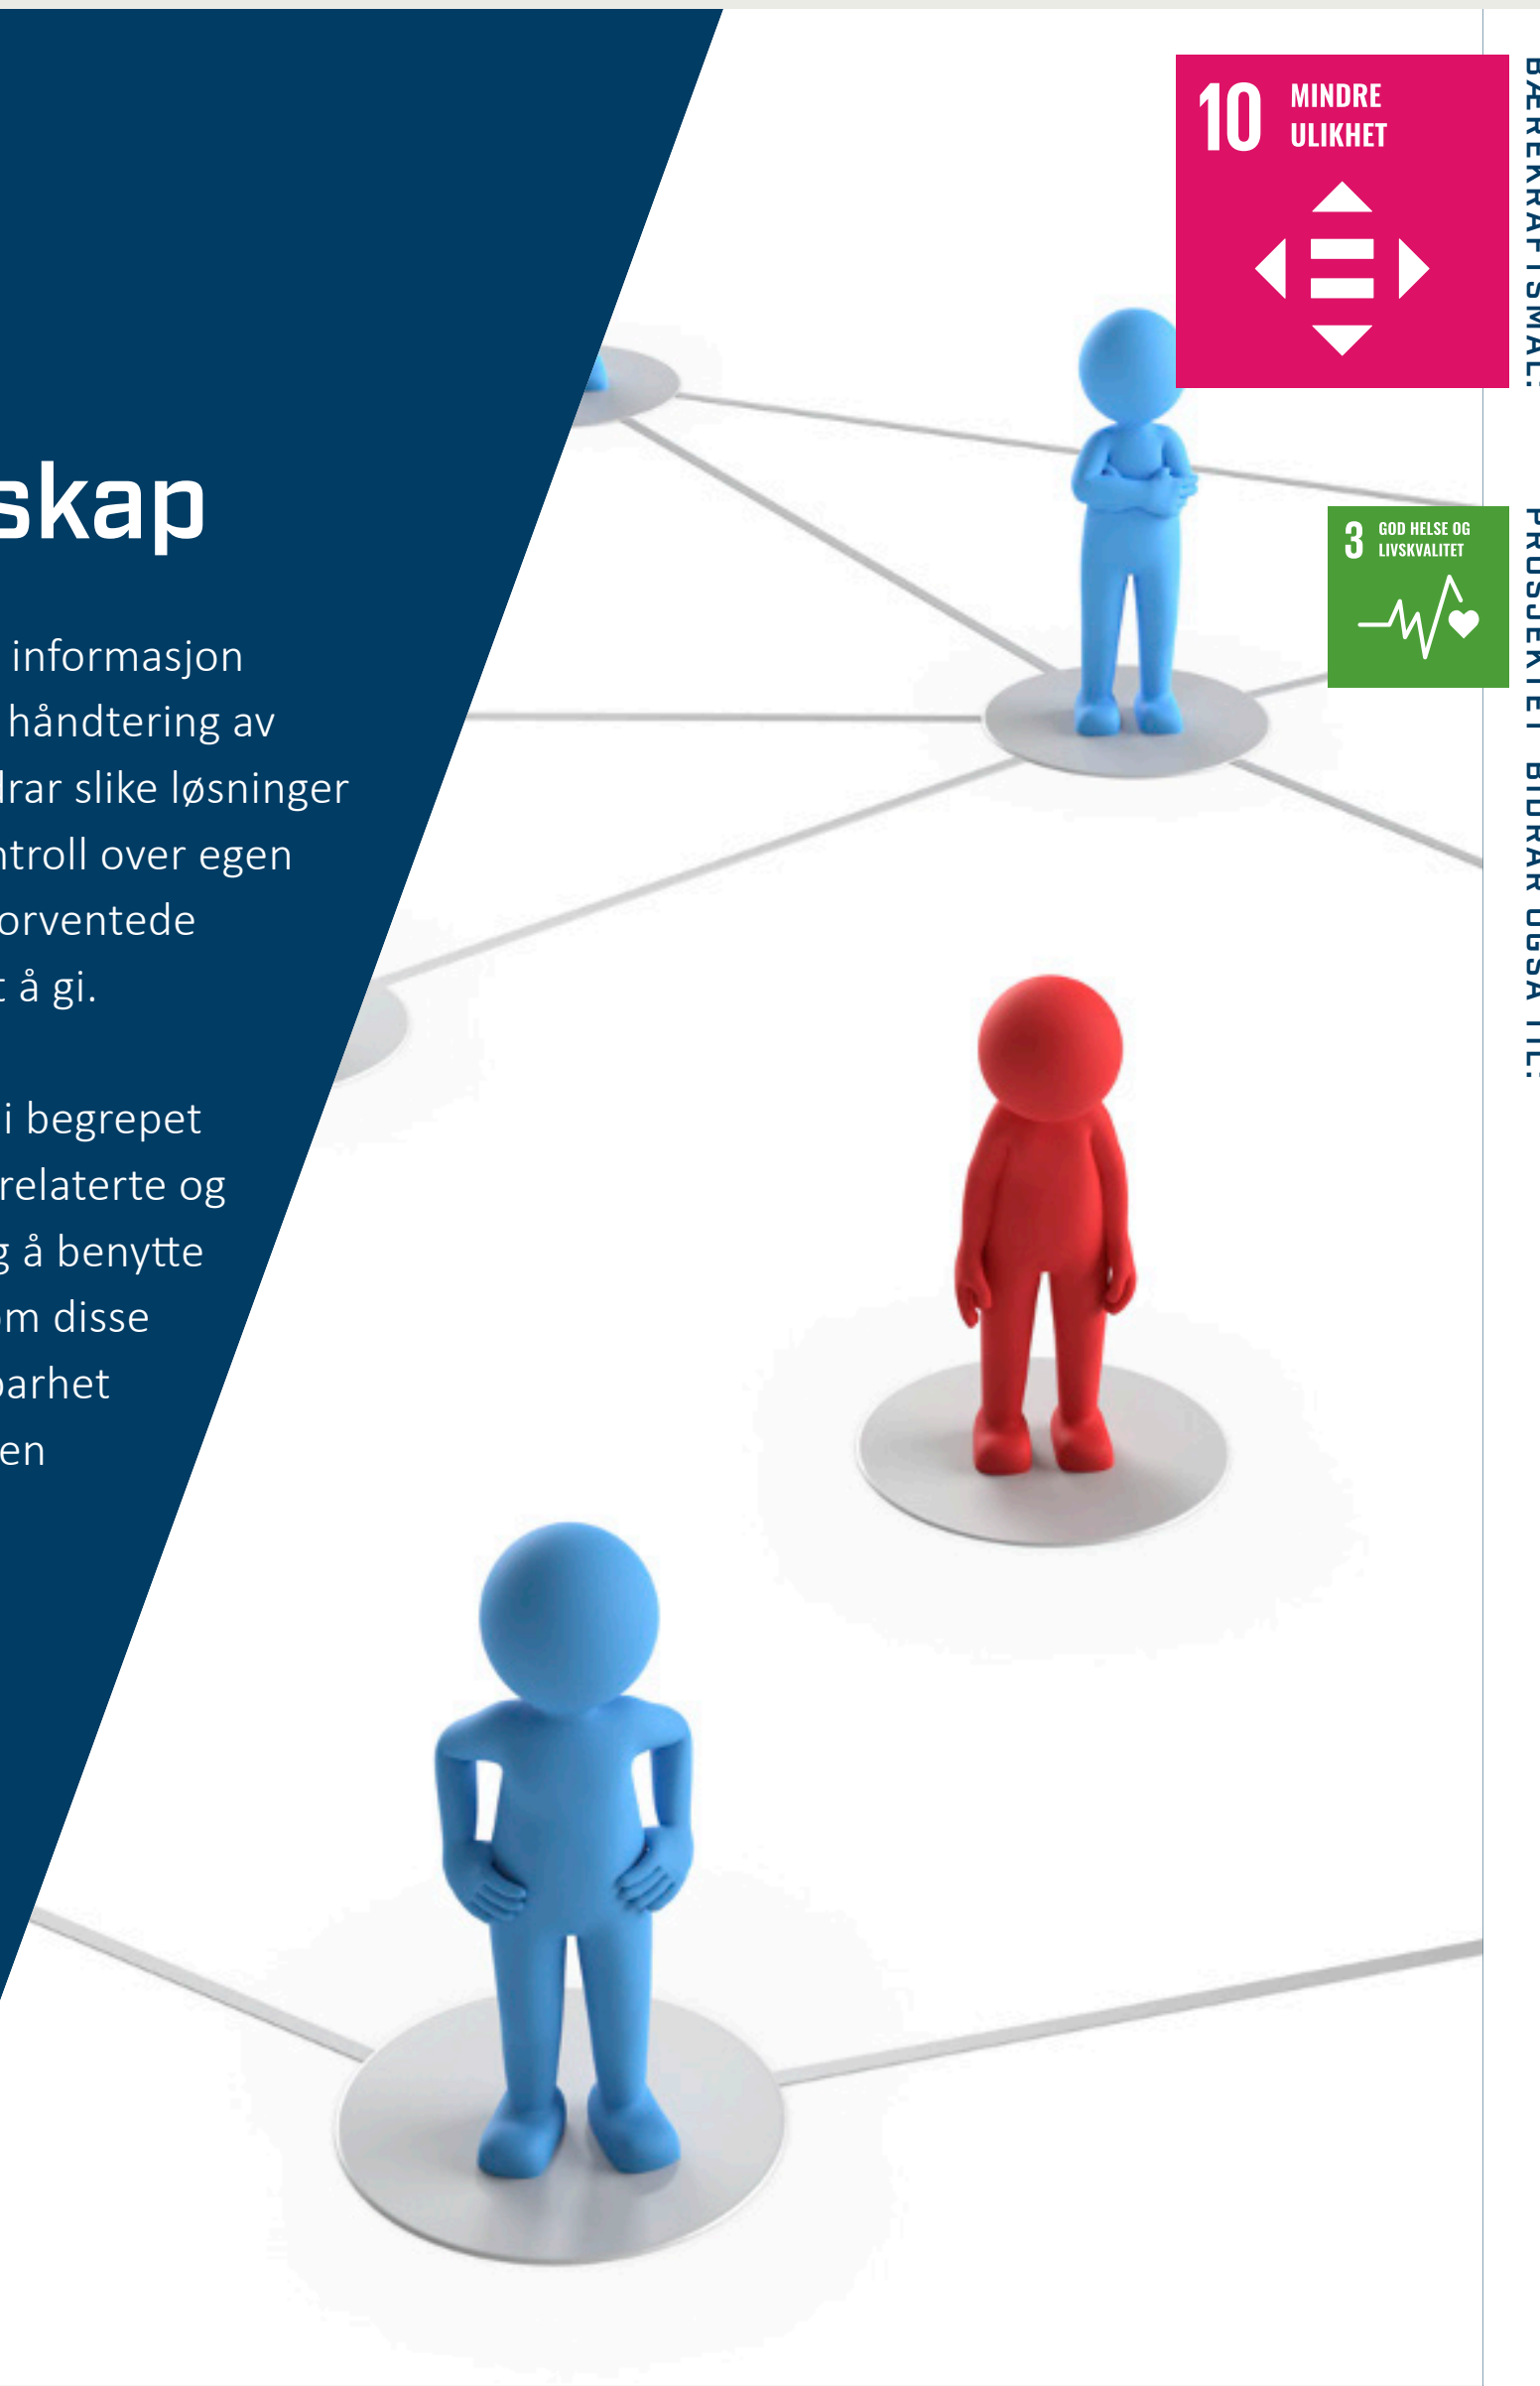 skap
informasjon
håndtering av
drar slike løsninger
ntroll over egen
orventede
t å gi.
i begrepet
relaterte og
g å benytte
om disse
barhet
en
10 MINDRE
ULIKHET
3 GOD HELSE OG
LIVSKVALITET
BÆREKRAFTSMÅL:
PROSJEKTET BIDRAR OGSÅ TIL: